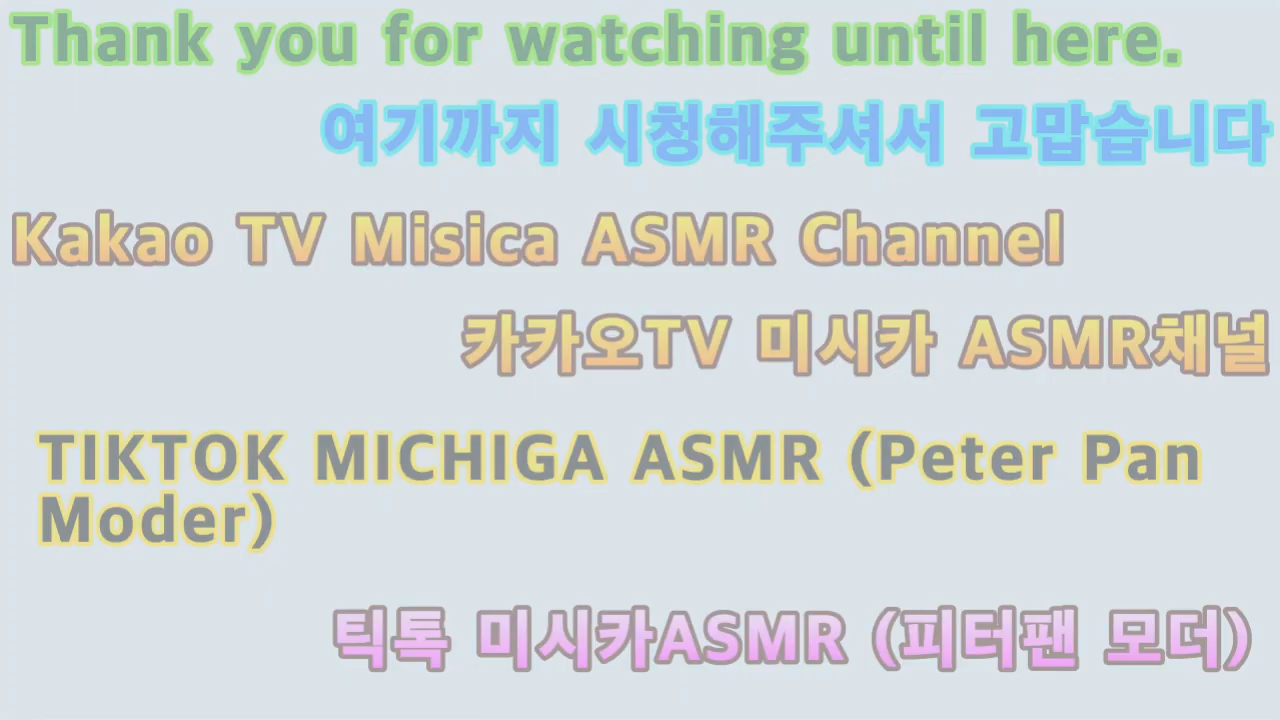 Thank you for watching until here.
여기까지 시청해주셔서 고맙습니다
Kakao TV Misica ASMR Channel
카카오TV 미시카 ASMR채널
TIKTOK MICHIGA ASMR (Peter Pan
Moder)
틱톡 미시카ASMR (피터팬 모더)